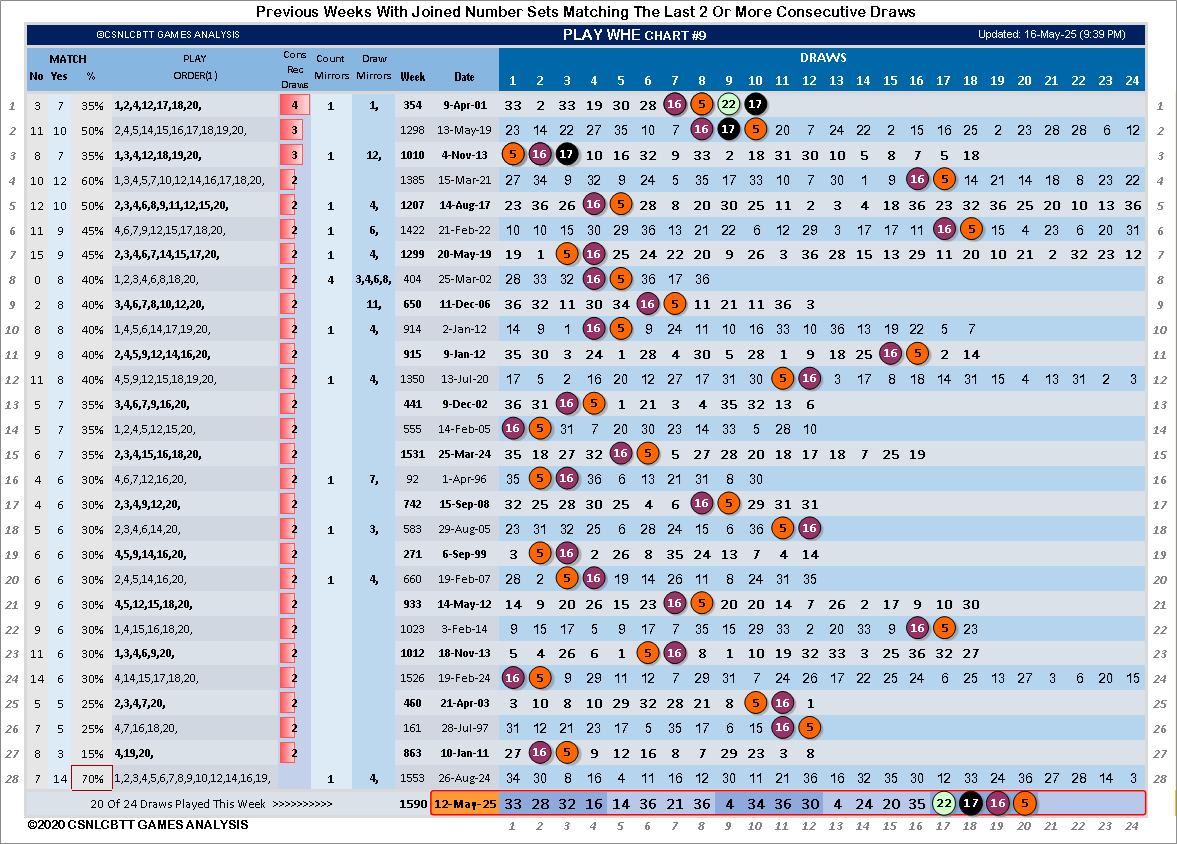 Previous Weeks With Joined Number Sets Matching The Last 2 Or More Consecutive Draws
©CSNLCBTT GAMES ANALYSIS PLAY WHE CHART #9 Updated: 16-May-25 (9:39 PM)
MATCH PLAY Cons Count Draw DRAWS
No Yes % ORDER(1) Rec Draws Mirrors Mirrors Week Date 1 2 3 4 5 6 7 8 9 10 11 12 13 14 15 16 17 18 19 20 21 22 23 24
1 3 7 35% 1,2,4,12,17,18,20, 4 1 1, 354 9-Apr-01 33 2 33 19 30 28 16 5 22 17 1
2 11 10 50% 2,4,5,14,15,16,17,18,19,20, 3 1298 13-May-19 23 14 22 27 35 10 7 16 17 5 20 7 24 22 2 15 16 25 2 23 28 28 6 12 2
3 8 7 35% 1,3,4,12,18,19,20, 3 1 12, 1010 4-Nov-13 5 16 17 10 16 32 9 33 2 18 31 30 10 5 8 7 5 18 3
4 10 12 60% 1,3,4,5,7,10,12,14,16,17,18,20, 2 1385 15-Mar-21 27 34 9 32 9 24 5 35 17 33 10 7 30 1 9 16 5 14 21 14 18 8 23 22 4
5 12 10 50% 2,3,4,6,8,9,11,12,15,20, 2 1 4, 1207 14-Aug-17 23 36 26 16 5 28 8 20 30 25 11 2 3 4 18 36 23 32 36 25 20 10 13 36 5
6 11 9 45% 4,6,7,9,12,15,17,18,20, 2 1 6, 1422 21-Feb-22 10 10 15 30 29 36 13 21 22 6 12 29 3 17 17 11 16 5 15 4 23 6 20 31 6
7 15 9 45% 2,3,4,6,7,14,15,17,20, 2 1 4, 1299 20-May-19 19 1 5 16 25 24 22 20 9 26 3 36 28 15 13 29 11 20 10 21 2 32 23 12 7
8 0 8 40% 1,2,3,4,6,8,18,20, 2 4 3,4,6,8, 404 25-Mar-02 28 33 32 16 5 36 17 36 8
9 2 8 40% 3,4,6,7,8,10,12,20, 2 11, 650 11-Dec-06 36 32 11 30 34 16 5 11 21 11 36 3 9
10 8 8 40% 1,4,5,6,14,17,19,20, 2 1 4, 914 2-Jan-12 14 9 1 16 5 9 24 11 10 16 33 10 36 13 19 22 5 7 10
11 9 8 40% 2,4,5,9,12,14,16,20, 2 915 9-Jan-12 35 30 3 24 1 28 4 30 5 28 1 9 18 25 16 5 2 14 11
12 11 8 40% 4,5,9,12,15,18,19,20, 2 1 4, 1350 13-Jul-20 17 5 2 16 20 12 27 17 31 30 5 16 3 17 8 18 14 31 15 4 13 31 2 3 12
13 5 7 35% 3,4,6,7,9,16,20, 2 441 9-Dec-02 36 31 16 5 1 21 3 4 35 32 13 6 13
14 5 7 35% 1,2,4,5,12,15,20, 2 555 14-Feb-05 16 5 31 7 20 30 23 14 33 5 28 10 14
15 6 7 35% 2,3,4,15,16,18,20, 2 1531 25-Mar-24 35 18 27 32 16 5 5 27 28 20 18 17 18 7 25 19 15
16 4 6 30% 4,6,7,12,16,20, 2 1 7, 92 1-Apr-96 35 5 16 36 6 13 21 31 8 30 16
17 4 6 30% 2,3,4,9,12,20, 2 742 15-Sep-08 32 25 28 30 25 4 6 16 5 29 31 31 17
18 5 6 30% 2,3,4,6,14,20, 2 1 3, 583 29-Aug-05 23 31 32 25 6 28 24 15 6 36 5 16 18
19 6 6 30% 4,5,9,14,16,20, 2 271 6-Sep-99 3 5 16 2 26 8 35 24 13 7 4 14 19
20 6 6 30% 2,4,5,14,16,20, 2 1 4, 660 19-Feb-07 28 2 5 16 19 14 26 11 8 24 31 35 20
21 9 6 30% 4,5,12,15,18,20, 2 933 14-May-12 14 9 20 26 15 23 16 5 20 20 14 7 26 2 17 9 10 30 21
22 9 6 30% 1,4,15,16,18,20, 2 1023 3-Feb-14 9 15 17 5 9 17 7 35 15 29 33 2 20 33 9 16 5 23 22
23 11 6 30% 1,3,4,6,9,20, 2 1012 18-Nov-13 5 4 26 6 1 5 16 8 1 10 19 32 33 3 25 36 32 27 23
24 14 6 30% 4,14,15,17,18,20, 2 1526 19-Feb-24 16 5 9 29 11 12 7 29 31 7 24 26 17 22 25 24 6 25 13 27 3 6 20 15 24
25 5 5 25% 2,3,4,7,20, 2 460 21-Apr-03 3 10 8 10 29 32 28 21 8 5 16 1 25
26 7 5 25% 4,7,16,18,20, 2 161 28-Jul-97 31 12 21 23 17 5 35 17 6 15 16 5 26
27 8 3 15% 4,19,20, 2 863 10-Jan-11 27 16 5 9 12 16 8 7 29 23 3 8 27
28 7 14 70% 1,2,3,4,5,6,7,8,9,10,12,14,16,19, 1 4, 1553 26-Aug-24 34 30 8 16 4 11 16 12 30 11 21 36 16 32 35 30 12 33 24 36 27 28 14 3 28
20 Of 24 Draws Played This Week >>>>>>>>>> 1590 12-May-25 33 28 32 16 14 36 21 36 4 34 36 30 4 24 20 35 22 17 16 5
©2020 CSNLCBTT GAMES ANALYSIS 1 2 3 4 5 6 7 8 9 10 11 12 13 14 15 16 17 18 19 20 21 22 23 24